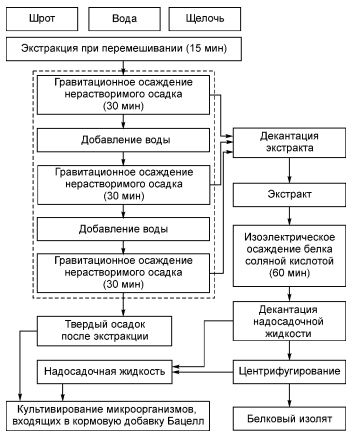 Шрот
Вода
Щелочь
Экстракция при перемешивании (15 мин)
Гравитационное осаждение
нерастворимого осадка
(30 мин)
Добавление воды
Гравитационное осаждение
нерастворимого осадка
(30 мин)
Добавление воды
Гравитационное осаждение
нерастворимого осадка
(30 мин)
Твердый осадок
после экстракции
Декантация
экстракта
Экстракт
Изоэлектрическое
осаждение белка
соляной кислотой
(60 мин)
Декантация
надосадочной
жидкости
Надосадочная жидкость
Центрифугирование
Культивирование микроорганизмов,
входящих в кормовую добавку Бацелл
Белковый изолят